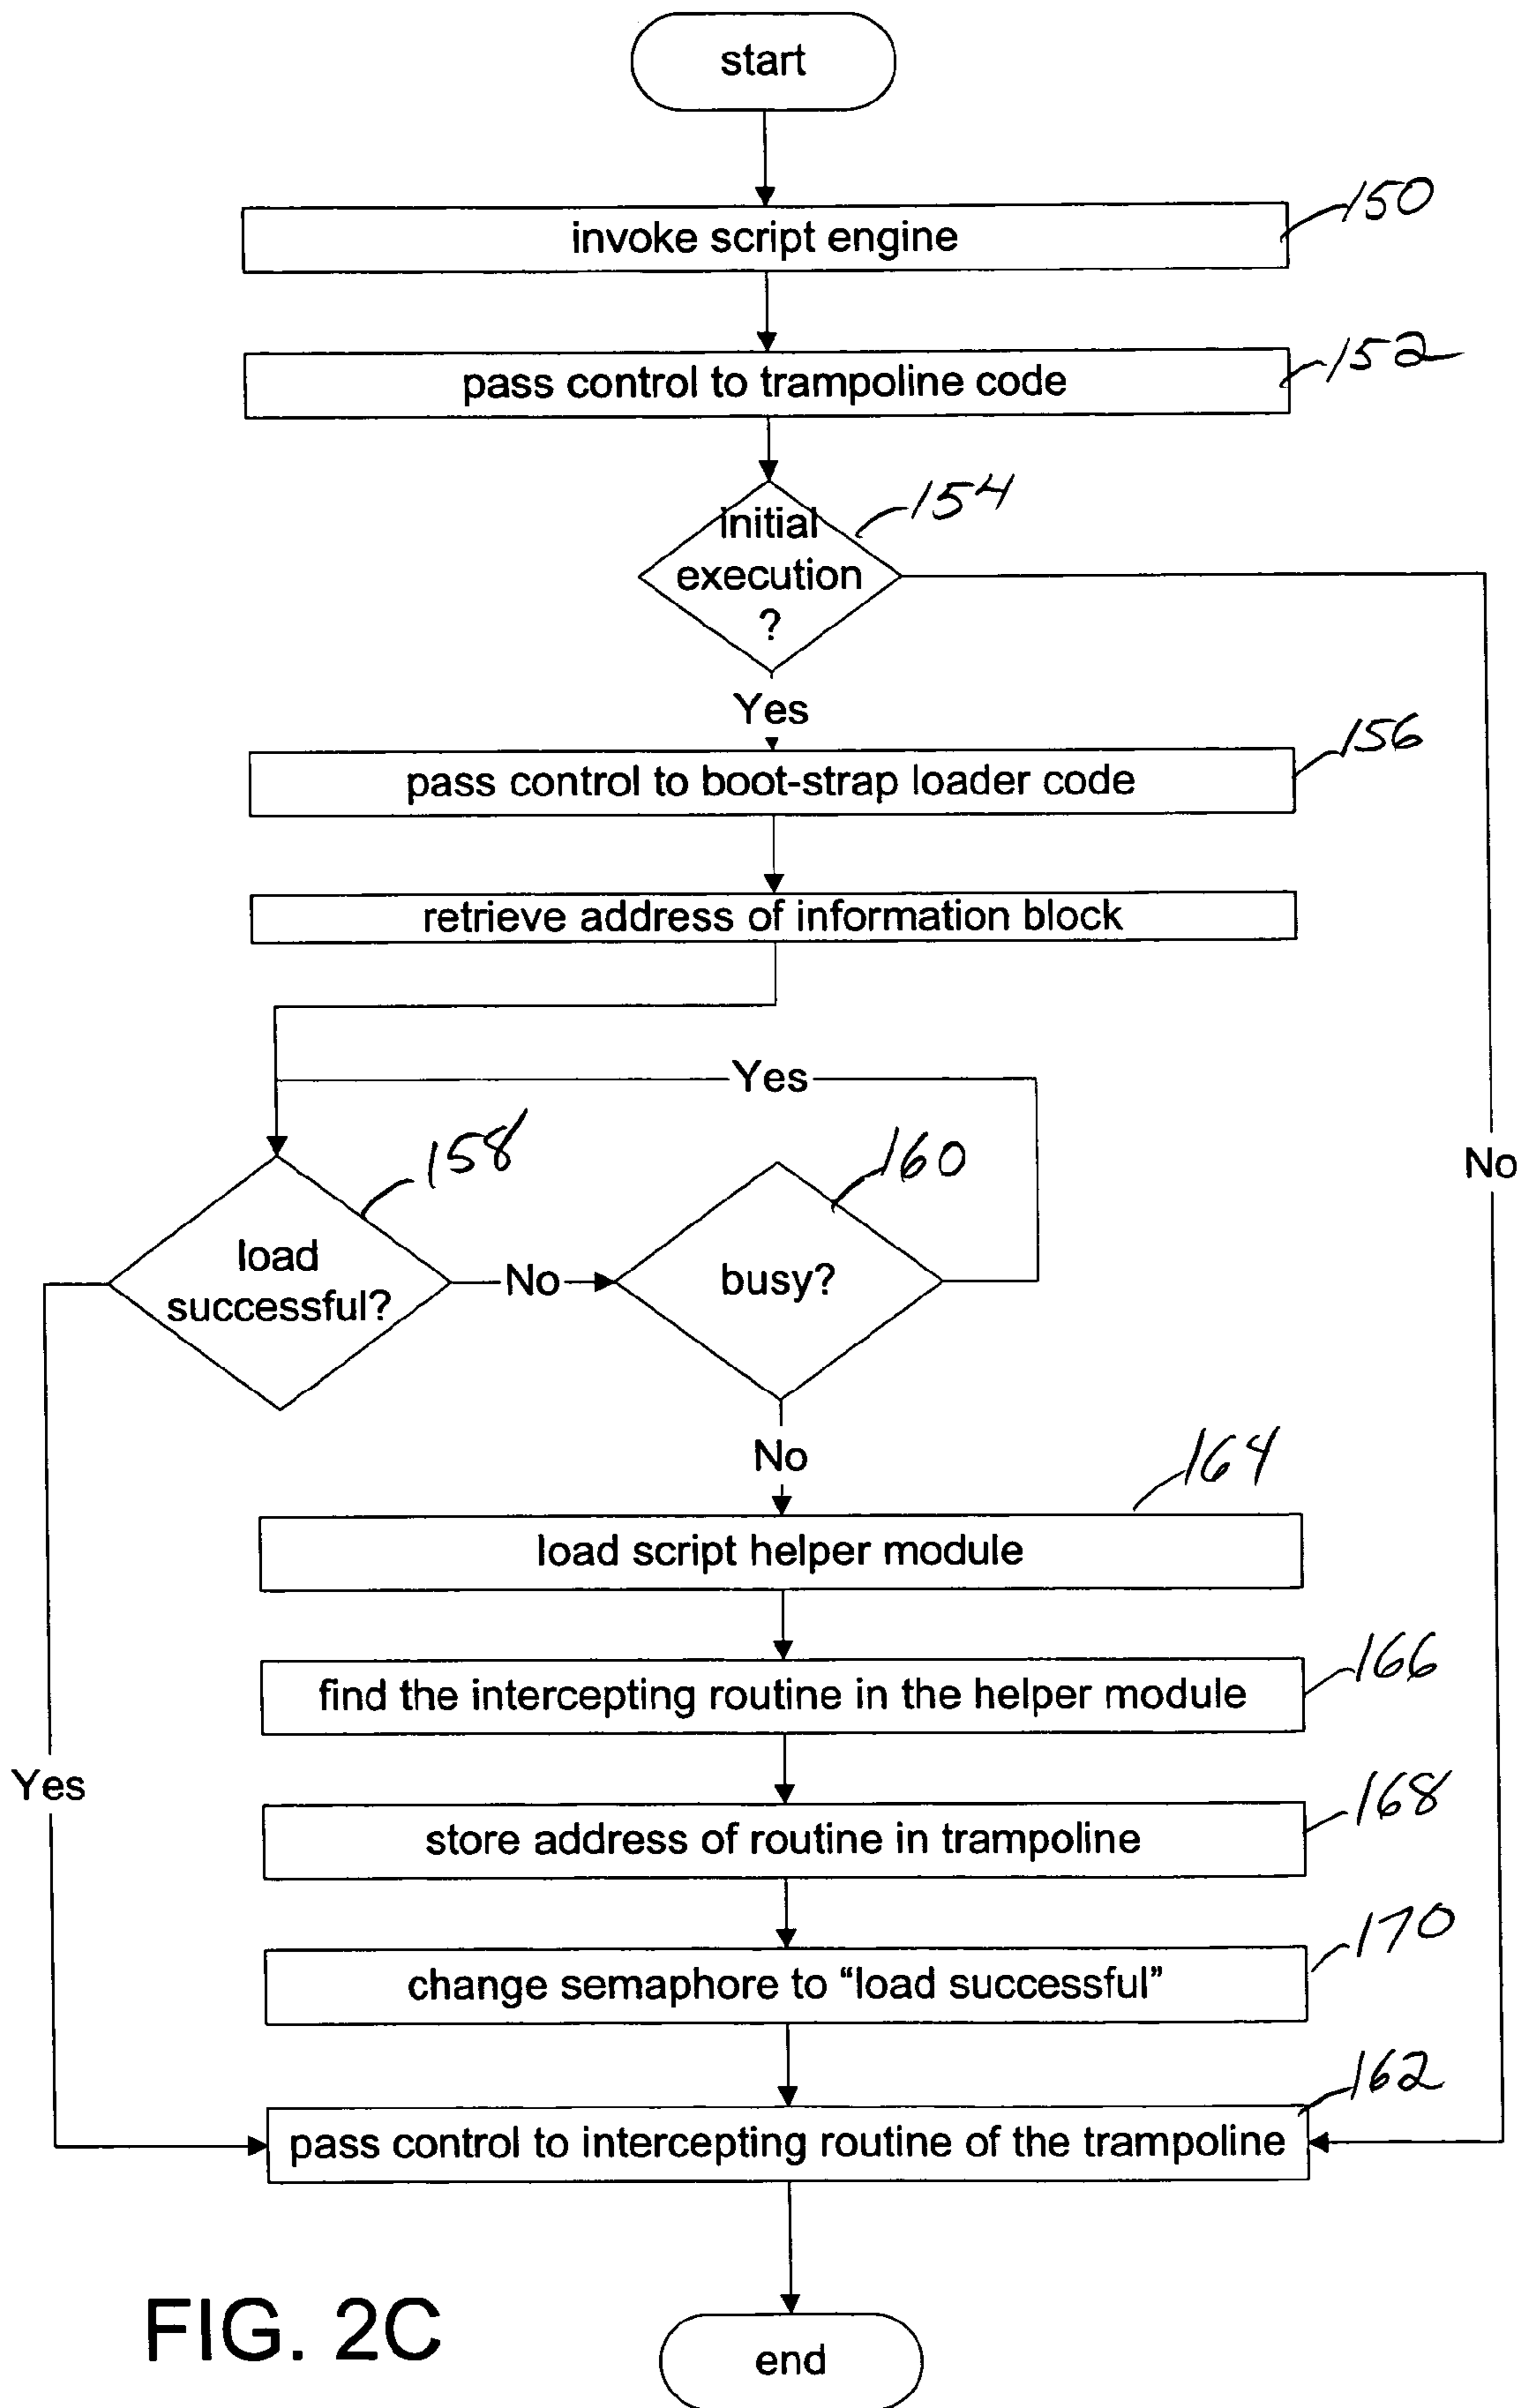 start
150
invoke script engine
152
pass control to trampoline code
154
initial
execution
?
Yes
156
pass control to boot-strap loader code
retrieve address of information block
Yes
158
160
No
load
successful?
No
busy?
No
164
load script helper module
166
find the intercepting routine in the helper module
Yes
168
store address of routine in trampoline
170
change semaphore to “load successful”
162
pass control to intercepting routine of the trampoline
FIG. 2C
end